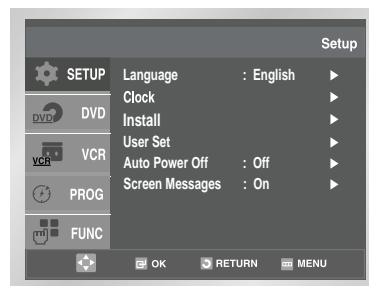 Setup
SETUP
DVD DVD
VCR VCR
PROG
FUNC
Language : English ►
Clock ►
Install ►
User Set ►
Auto Power Off : Off ►
Screen Messages : On ►
OK RETURN MENU